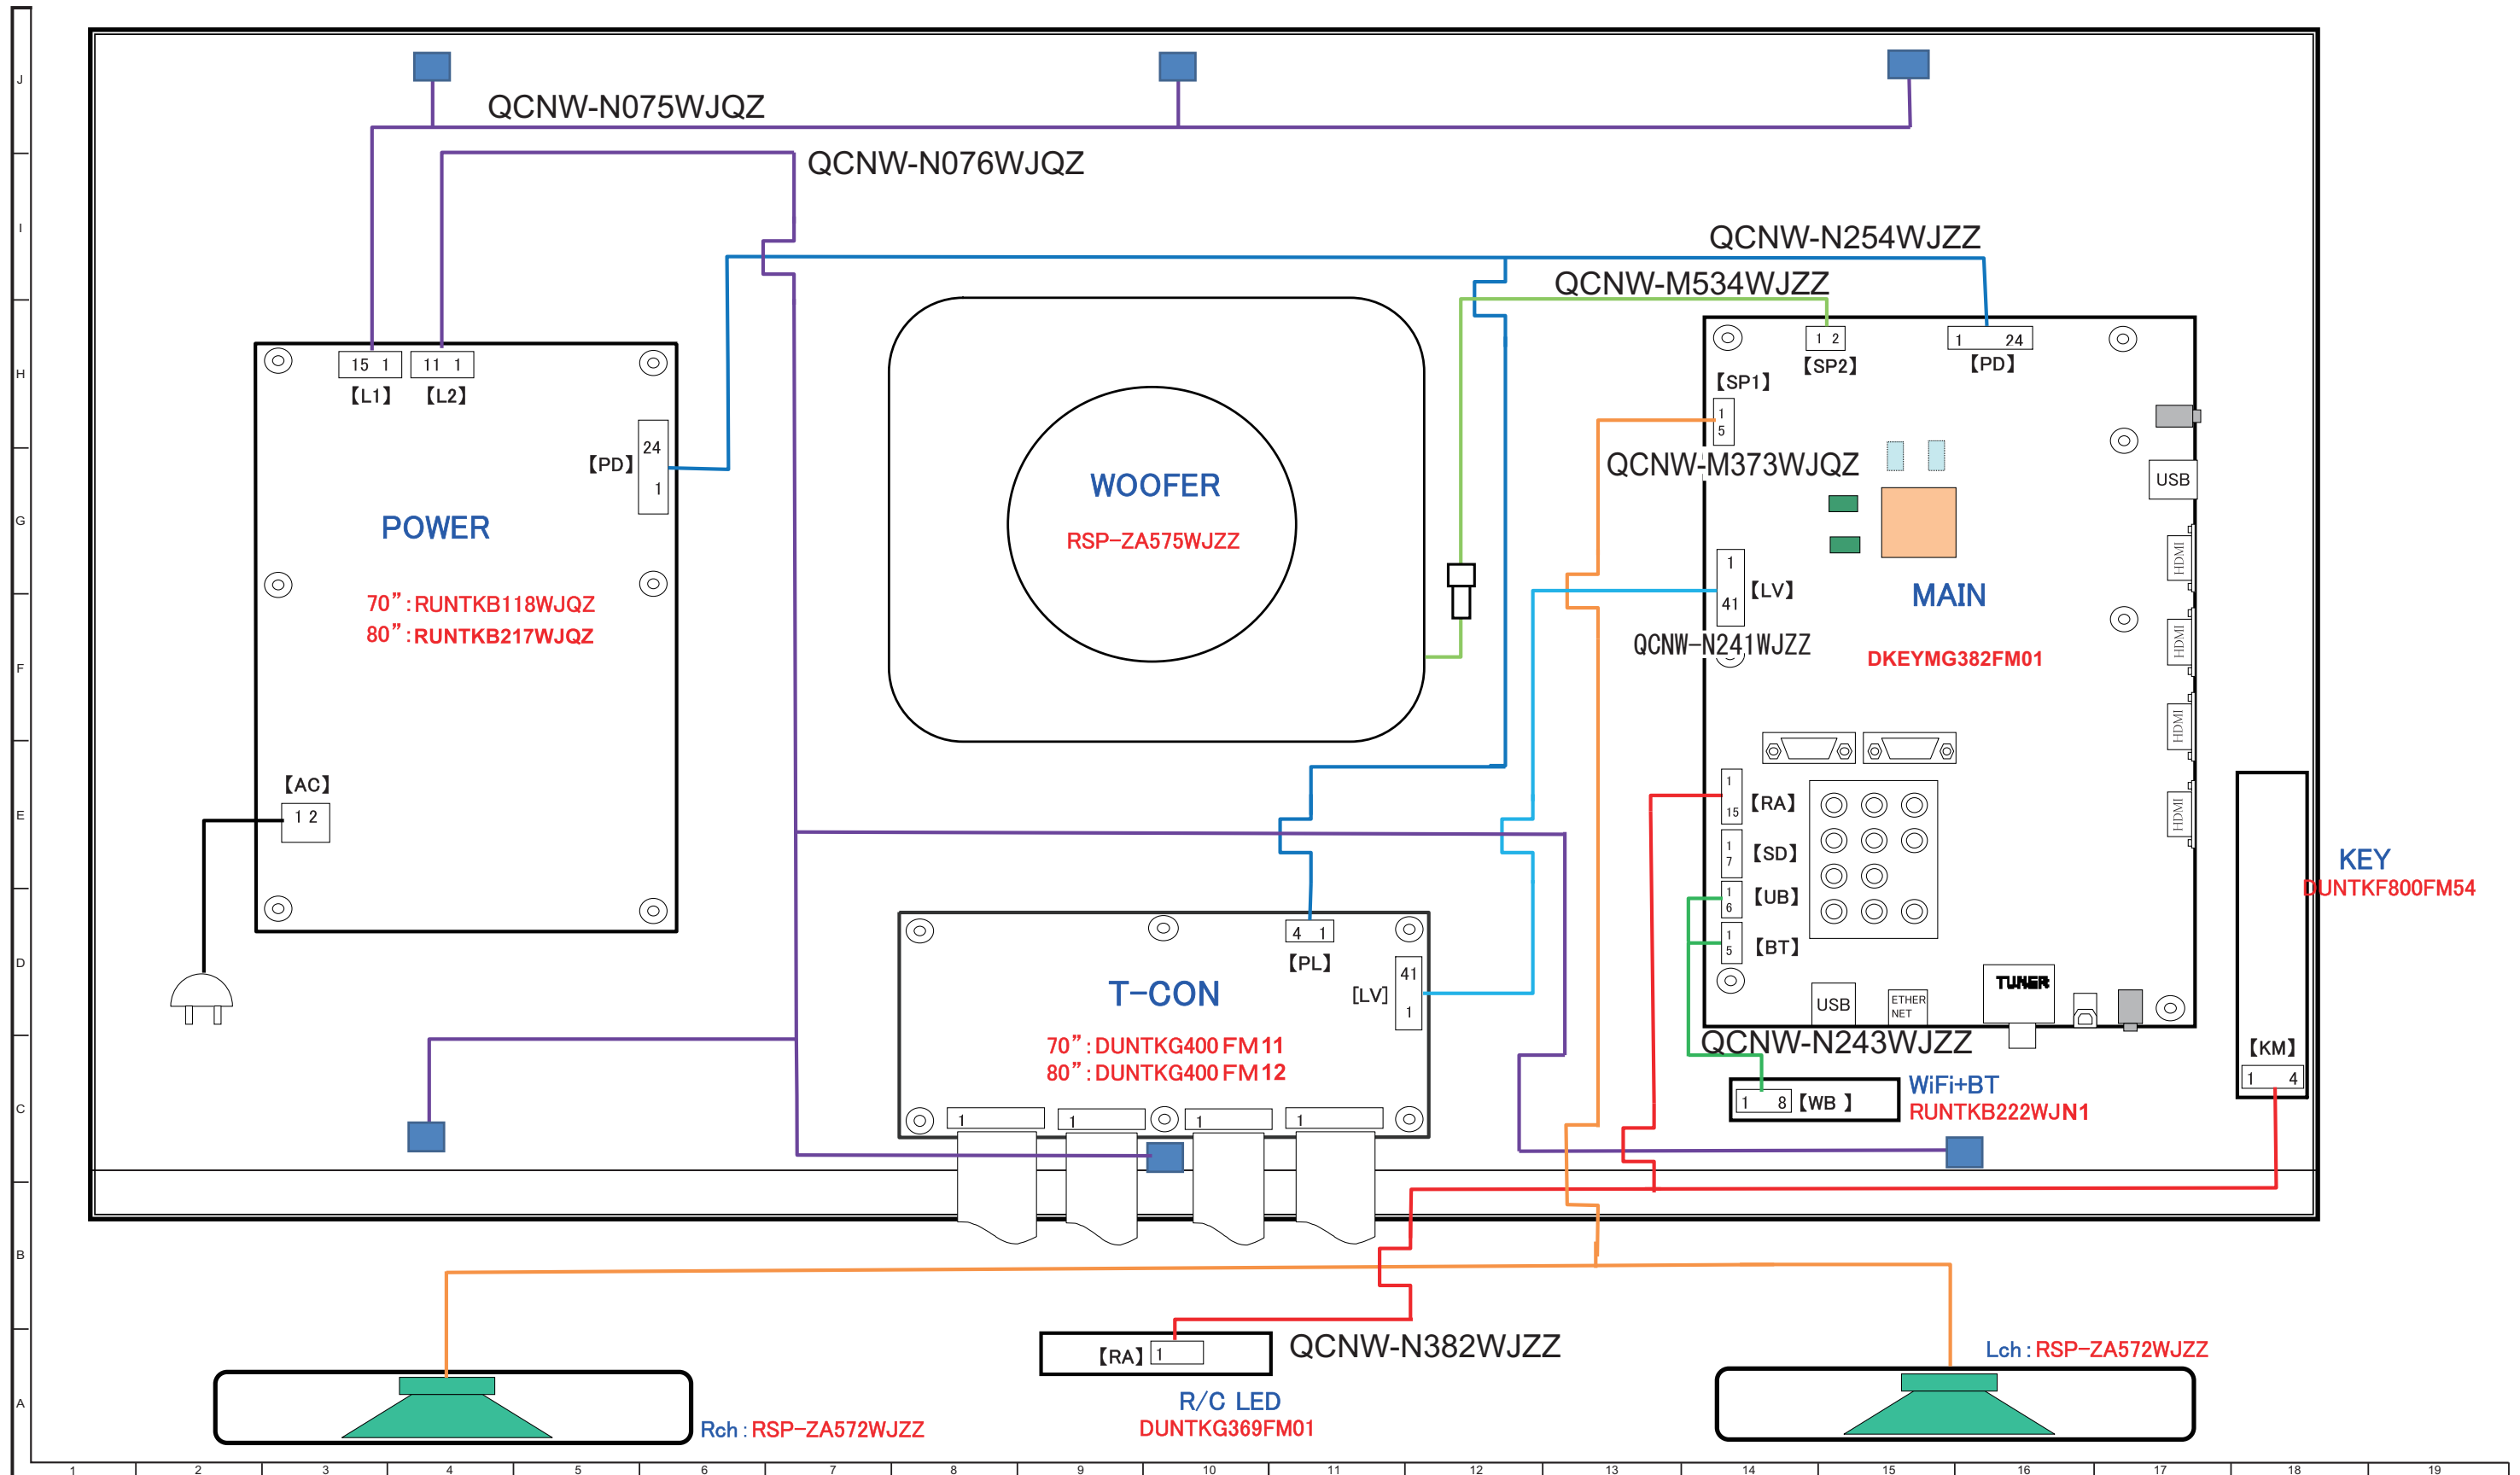 J
QCNW-N075WJQZ
QCNW-N076WJQZ
I
QCNW-N254WJZZ
QCNW-M534WJZZ
H
15 1
11 1
【L1】
【L2】
1 2
【SP2】
1 24
【PD】
【SP1】
1
5
24
【PD】
1
QCNW-M373WJQZ
USB
G
POWER
WOOFER
RSP-ZA575WJZZ
HDMI
70”:RUNTKB118WJQZ
80”:RUNTKB217WJQZ
1
41
【LV】
MAIN
QCNW-N241WJZZ
DKEYMG382FM01
HDMI
F
HDMI
【AC】
1 2
E
1
15
【RA】
HDMI
1
7
【SD】
KEY
DUNTKF800FM54
1
6
【UB】
1
5
【BT】
D
4 1
【PL】
T-CON
41
[LV]
1
TUNER
USB
ETHER
NET
70”:DUNTKG400FM11
80”:DUNTKG400FM12
QCNW-N243WJZZ
【KM】
1 4
C
1
1
1
1
1 8
【WB 】
WiFi+BT
RUNTKB222WJN1
B
【RA】
1
QCNW-N382WJZZ
Lch:RSP-ZA572WJZZ
A
R/C LED
DUNTKG369FM01
Rch:RSP-ZA572WJZZ
1 2 3 4 5 6 7 8 9 10 11 12 13 14 15 16 17 18 19